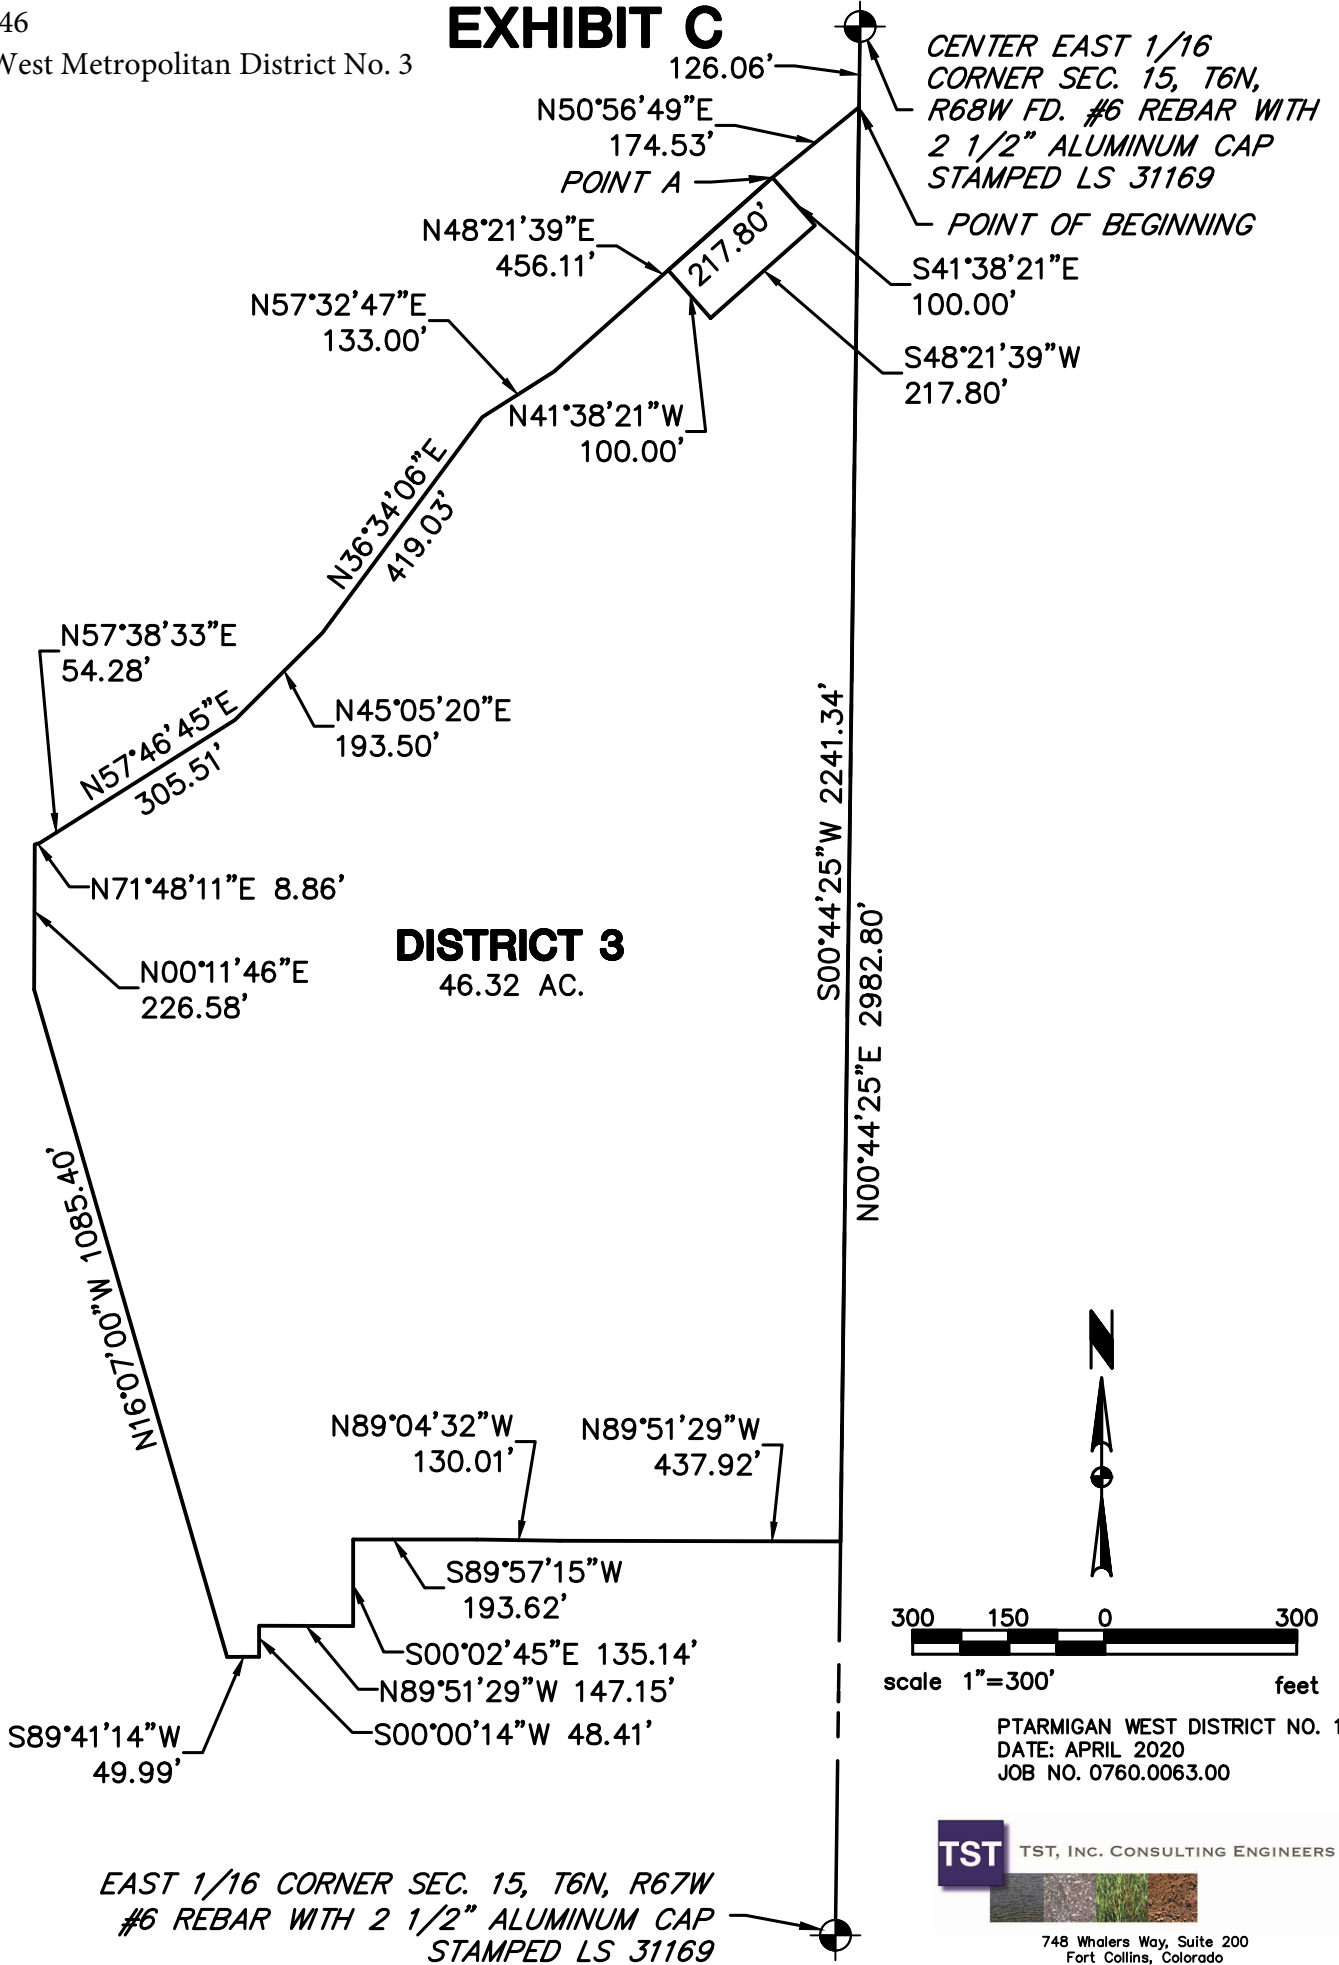 46
West Metropolitan District No. 3
EXHIBIT C
126.06'
CENTER EAST 1/16
CORNER SEC. 15, T6N,
R68W FD. #6 REBAR WITH
2 1/2" ALUMINUM CAP
STAMPED LS 31169
N50°56'49"E
174.53'
POINT A
POINT OF BEGINNING
N48°21'39"E
456.11'
217.80'
S41°38'21"E
100.00'
N57°32'47"E
133.00'
S48°21'39"W
217.80'
N41°38'21"W
100.00'
N36°34'06"E
419.03'
N57°38'33"E
54.28'
N45°05'20"E
193.50'
N57°46'45"E
305.51'
S00°44'25"W 2241.34'
N00°44'25"E 2982.80'
N71°48'11"E 8.86'
DISTRICT 3
46.32 AC.
N00°11'46"E
226.58'
N16°07'00"W 1085.40'
N89°04'32"W
130.01'
N89°51'29"W
437.92'
S89°57'15"W
193.62'
S00°02'45"E 135.14'
N89°51'29"W 147.15'
S00°00'14"W 48.41'
S89°41'14"W
49.99'
N
300 150 0 300
scale 1"=300' feet
PTARMIGAN WEST DISTRICT NO. 1
DATE: APRIL 2020
JOB NO. 0760.0063.00
TST
TST, INC. CONSULTING ENGINEERS
748 Whalers Way, Suite 200
Fort Collins, Colorado
EAST 1/16 CORNER SEC. 15, T6N, R67W
#6 REBAR WITH 2 1/2" ALUMINUM CAP
STAMPED LS 31169